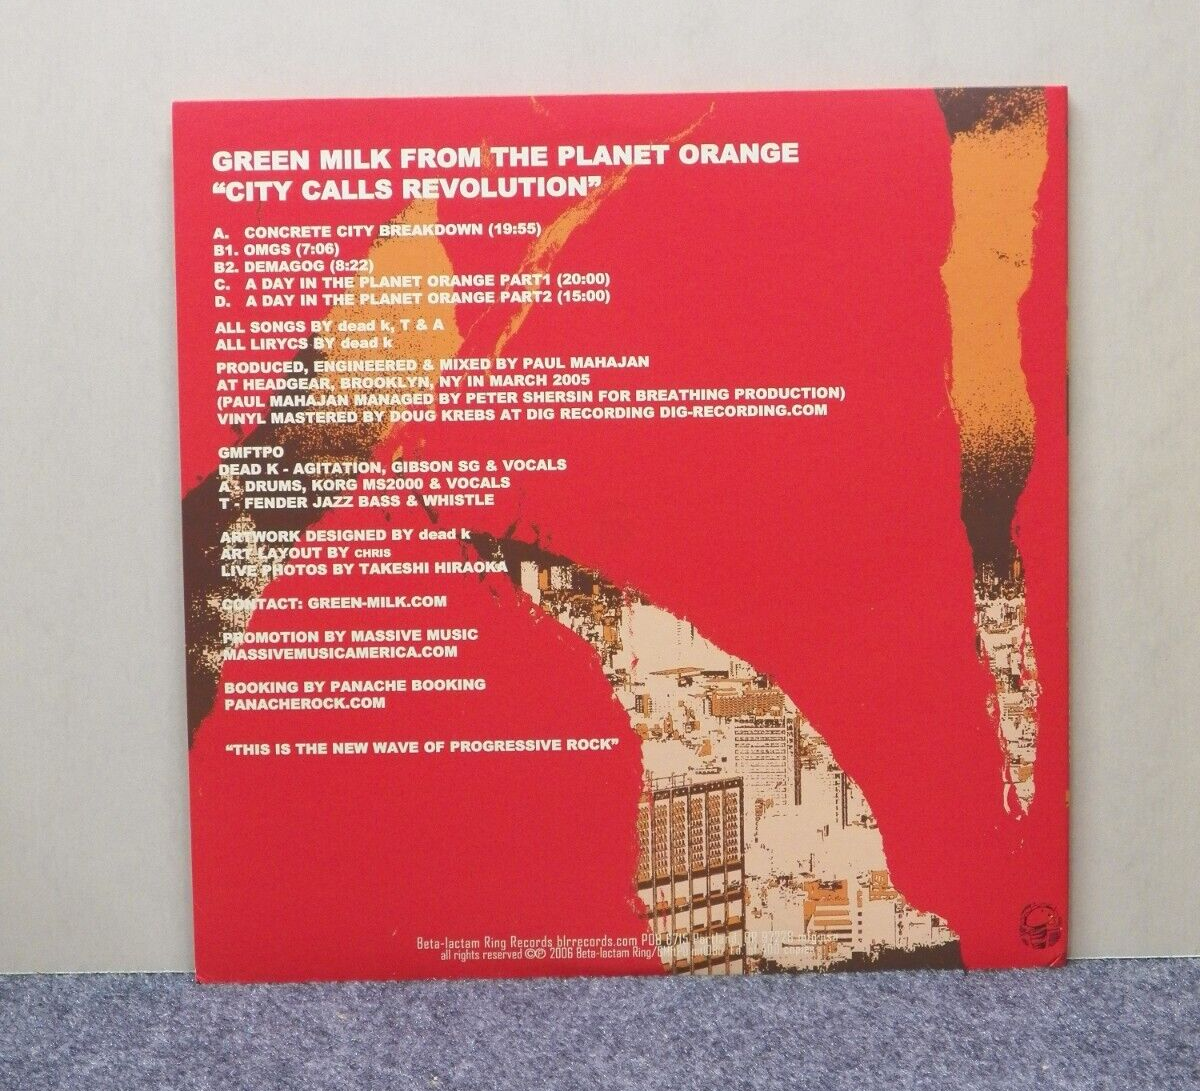 GREEN MILK FROM THE PLANET ORANGE
“CITY CALLS REVOLUTION”
A. CONCRETE CITY BREAKDOWN (19:55)
B1. OMGS (7:06)
B2. DEMAGOG (8:22)
C. A DAY IN THE PLANET ORANGE PART1 (20:00)
D. A DAY IN THE PLANET ORANGE PART2 (15:00)
ALL SONGS BY dead k, T & A
ALL LIRYCS BY dead k
PRODUCED, ENGINEERED & MIXED BY PAUL MAHAJAN
AT HEADGEAR, BROOKLYN, NY IN MARCH 2005
(PAUL MAHAJAN MANAGED BY PETER SHERSIN FOR BREATHING PRODUCTION)
VINYL MASTERED BY DOUG KREBS AT DIG RECORDING DIG-RECORDING.COM
GMFTPO
DEAD K - AGITATION, GIBSON SG & VOCALS
A - DRUMS, KORG MS2000 & VOCALS
T - FENDER JAZZ BASS & WHISTLE
ARTWORK DESIGNED BY dead k
ART LAYOUT BY CHRIS
LIVE PHOTOS BY TAKESHI HIRAOKA
CONTACT: GREEN-MILK.COM
PROMOTION BY MASSIVE MUSIC
MASSIVEMUSICAMERICA.COM
BOOKING BY PANACHE BOOKING
PANACHEROCK.COM
“THIS IS THE NEW WAVE OF PROGRESSIVE ROCK”
Beta-lactam Ring Records blrrecords.com POB 6715 Portland, OR 97228
all rights reserved ©℗ 2006 Beta-lactam Ring/